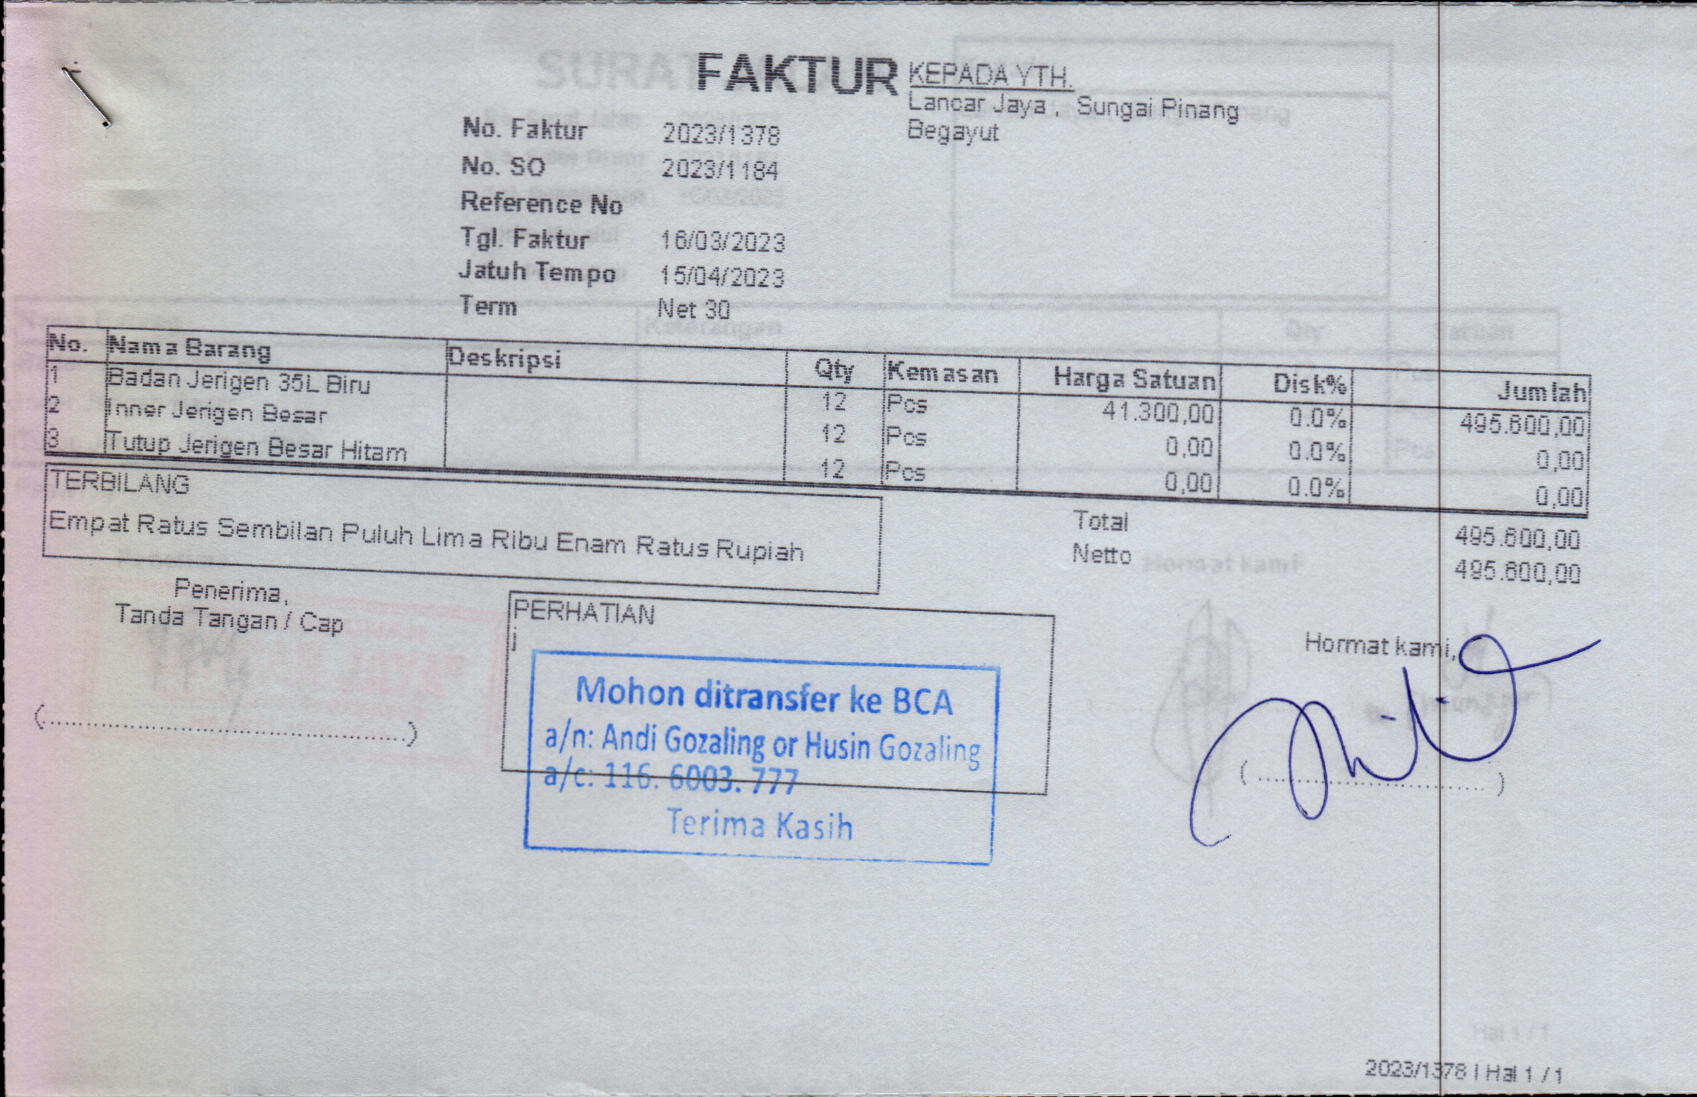 FAKTUR
KEPADA YTH.
Lancar Jaya , Sungai Pinang
Begayut
No. Faktur 2023/1378
No. SO 2023/1184
Reference No
Tgl. Faktur 16/03/2023
Jatuh Tempo 15/04/2023
Term Net 30
No. Nama Barang Deskripsi Qty Kemasan Harga Satuan Disk% Jumlah
1 Badan Jerigen 35L Biru 12 Pcs 41.300,00 0.0% 495.600,00
2 Inner Jerigen Besar 12 Pcs 0,00 0.0% 0,00
3 Tutup Jerigen Besar Hitam 12 Pcs 0,00 0.0% 0,00
TERBILANG
Empat Ratus Sembilan Puluh Lima Ribu Enam Ratus Rupiah
Total 495.600,00
Netto 495.600,00
Penerima,
Tanda Tangan / Cap
(........................................)
PERHATIAN
j
Mohon ditransfer ke BCA
a/n: Andi Gozaling or Husin Gozaling
a/c: 116. 6003. 777
Terima Kasih
Hormat kami,
(........................................)
2023/1378 | Hal 1 / 1